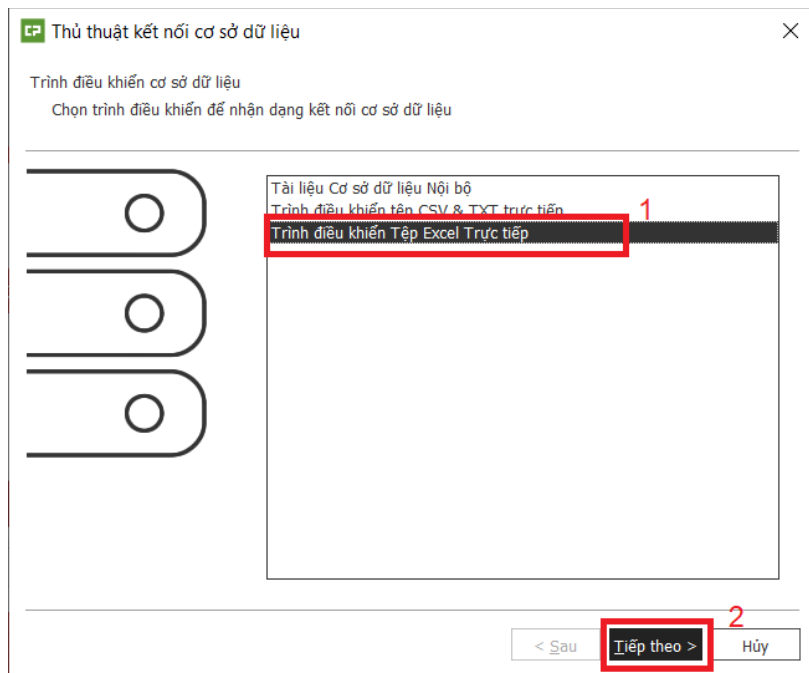 CP Thủ thuật kết nối cơ sở dữ liệu
Trình điều khiển cơ sở dữ liệu
Chọn trình điều khiển để nhận dạng kết nối cơ sở dữ liệu
Tài liệu Cơ sở dữ liệu Nội bộ
Trình điều khiển tên CSV & TXT trực tiếp
1
Trình điều khiển Tệp Excel Trực tiếp
2
< Sau
Tiếp theo >
Hủy